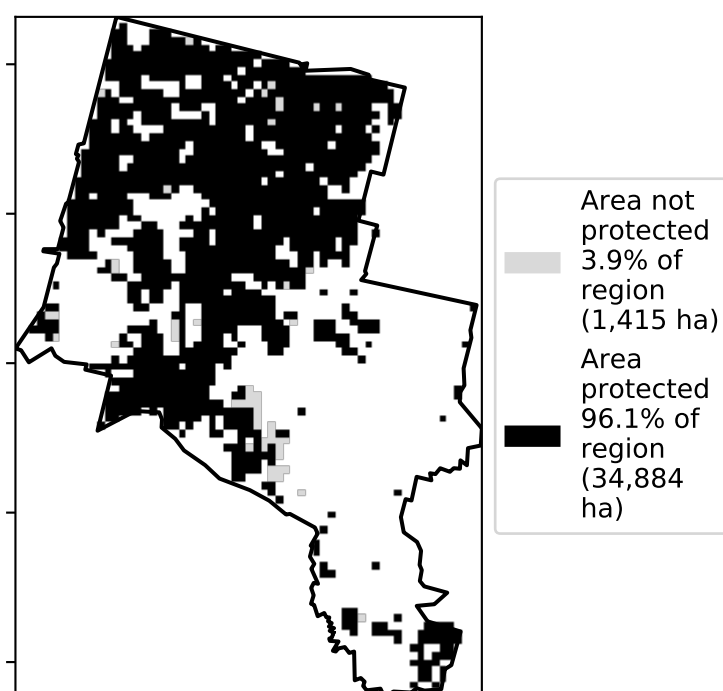 Area not
protected
3.9% of
region
(1,415 ha)
Area
protected
96.1% of
region
(34,884
ha)